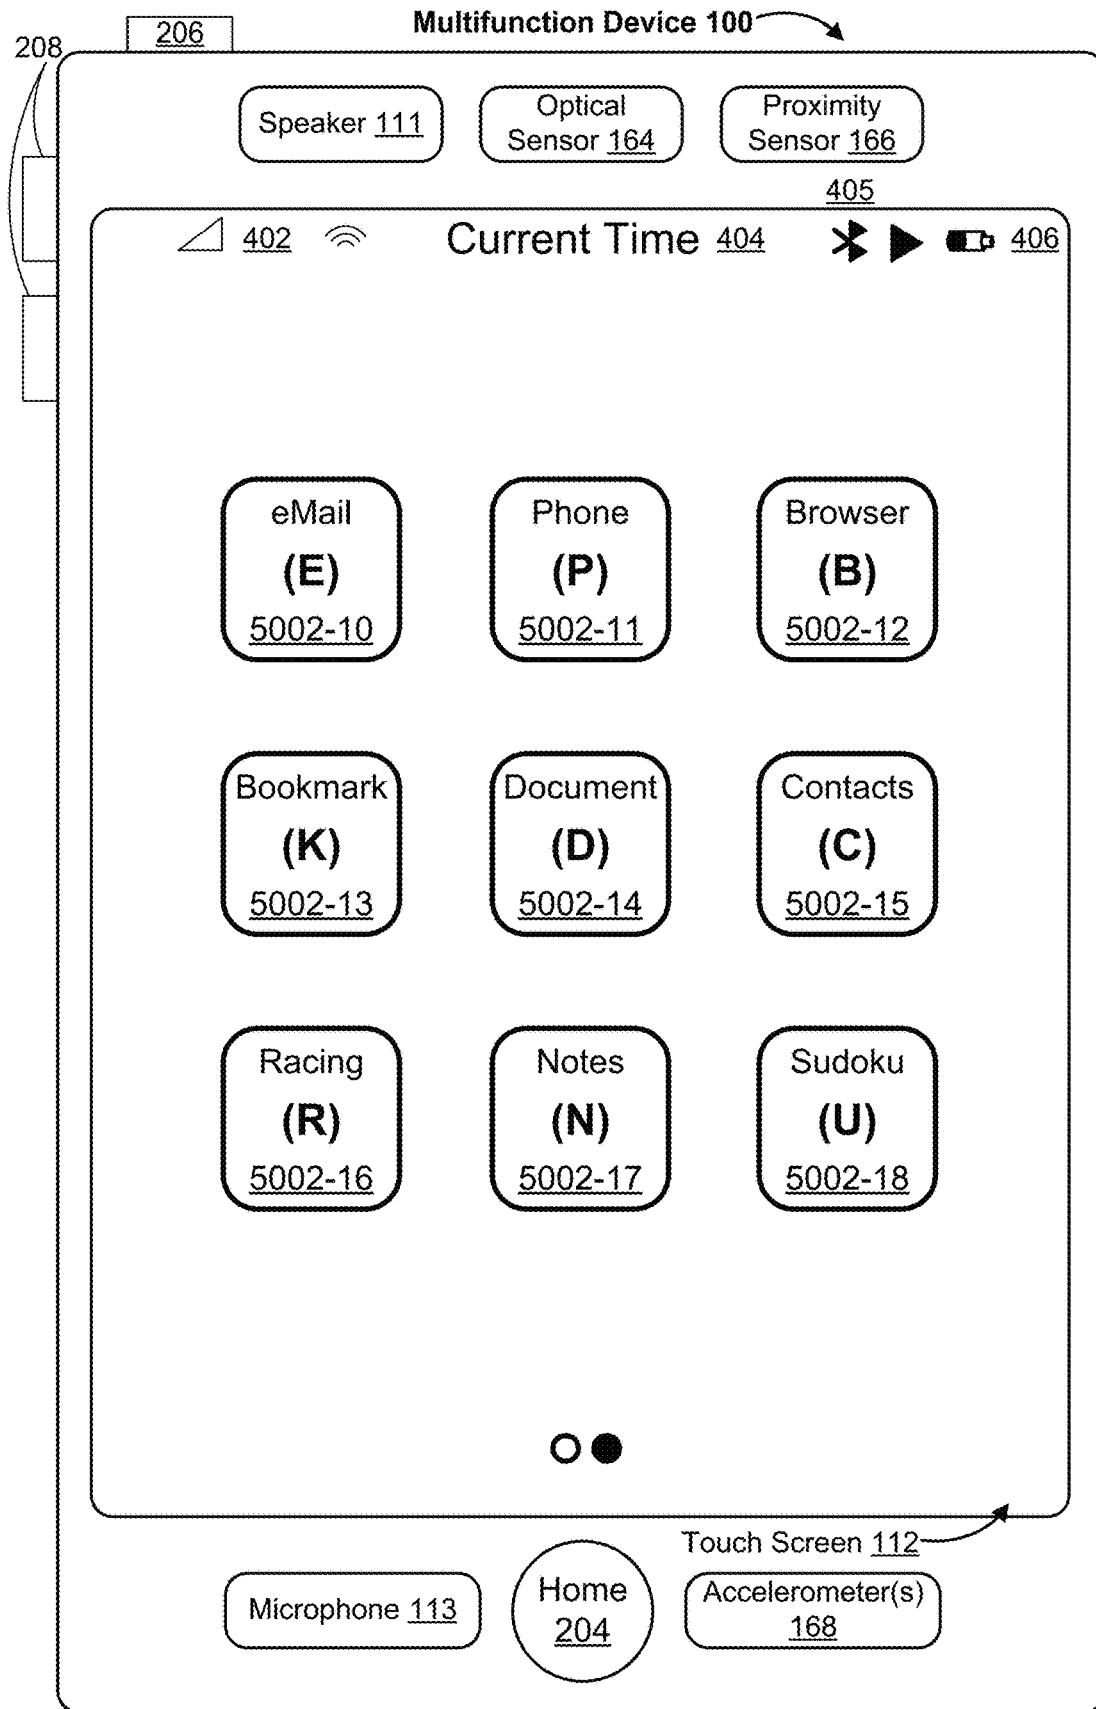 Multifunction Device 100
206
208
Speaker 111
Optical
Sensor 164
Proximity
Sensor 166
405
402
Current Time 404
406
eMail
(E)
5002-10
Phone
(P)
5002-11
Browser
(B)
5002-12
Bookmark
(K)
5002-13
Document
(D)
5002-14
Contacts
(C)
5002-15
Racing
(R)
5002-16
Notes
(N)
5002-17
Sudoku
(U)
5002-18
Touch Screen 112
Microphone 113
Home
204
Accelerometer(s)
168